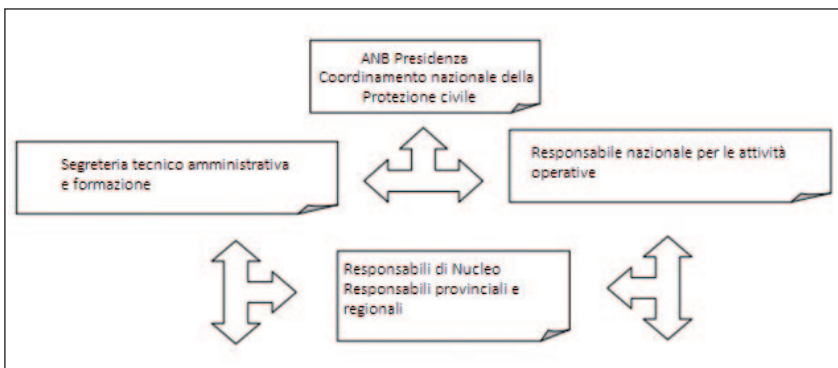 ANB Presidenza
Coordinamento nazionale della
Protezione civile
Segreteria tecnico amministrativa
e formazione
Responsabile nazionale per le attività
operative
Responsabili di Nucleo
Responsabili provinciali e
regionali